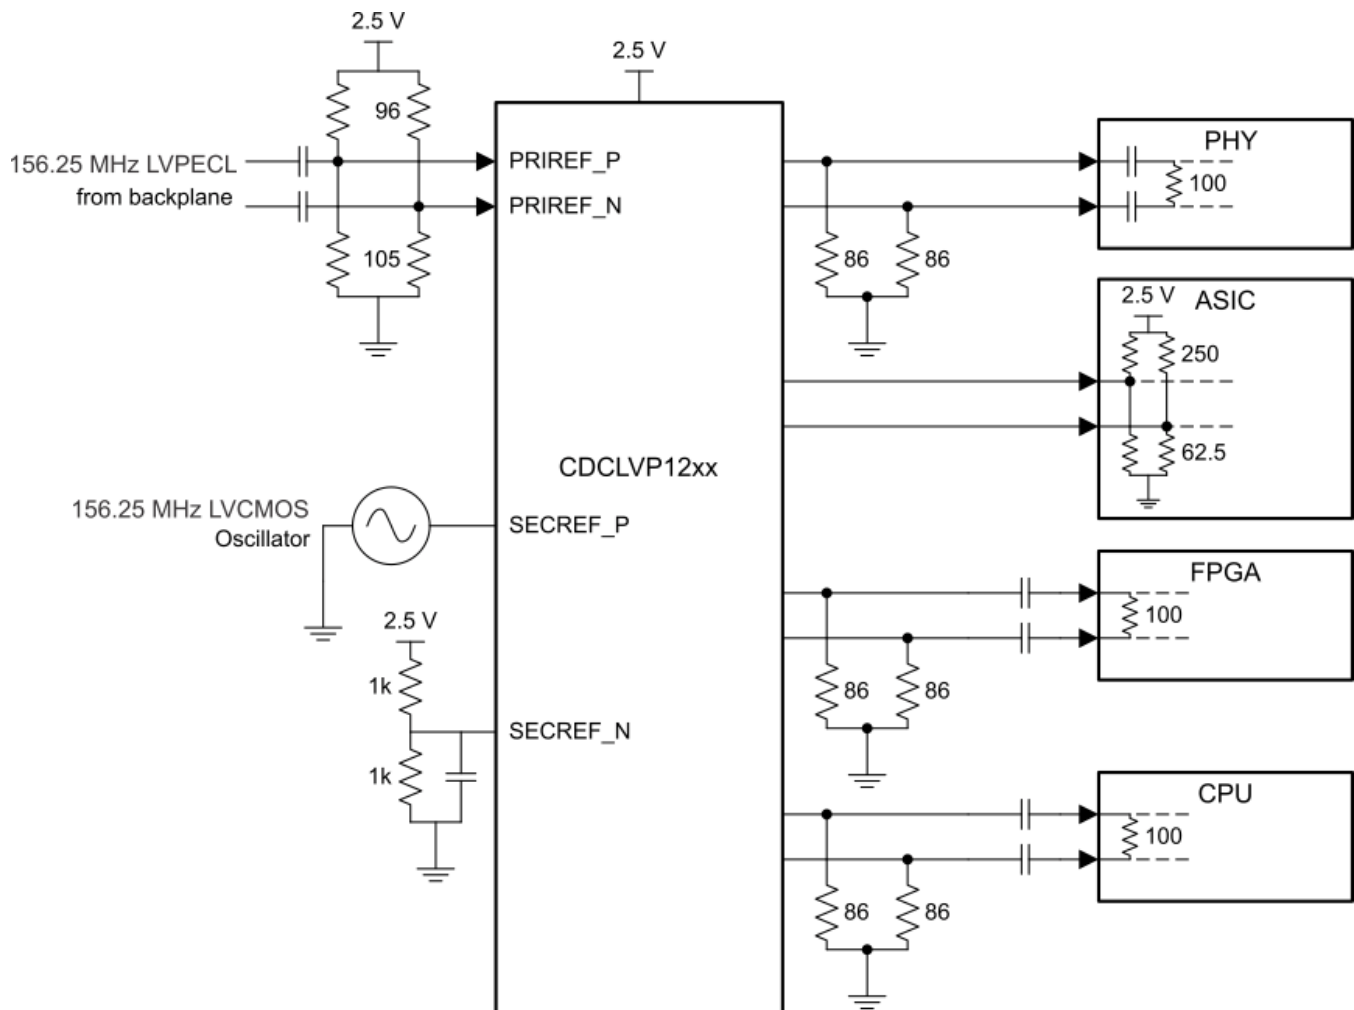 2.5 V
96
156.25 MHz LVPECL
from backplane
105
2.5 V
PRIREF_P
PRIREF_N
CDCLVP12xx
156.25 MHz LVCMOS
Oscillator
SECREF_P
2.5 V
1k
1k
SECREF_N
86
86
PHY
100
ASIC
2.5 V
250
62.5
86
86
FPGA
100
86
86
CPU
100